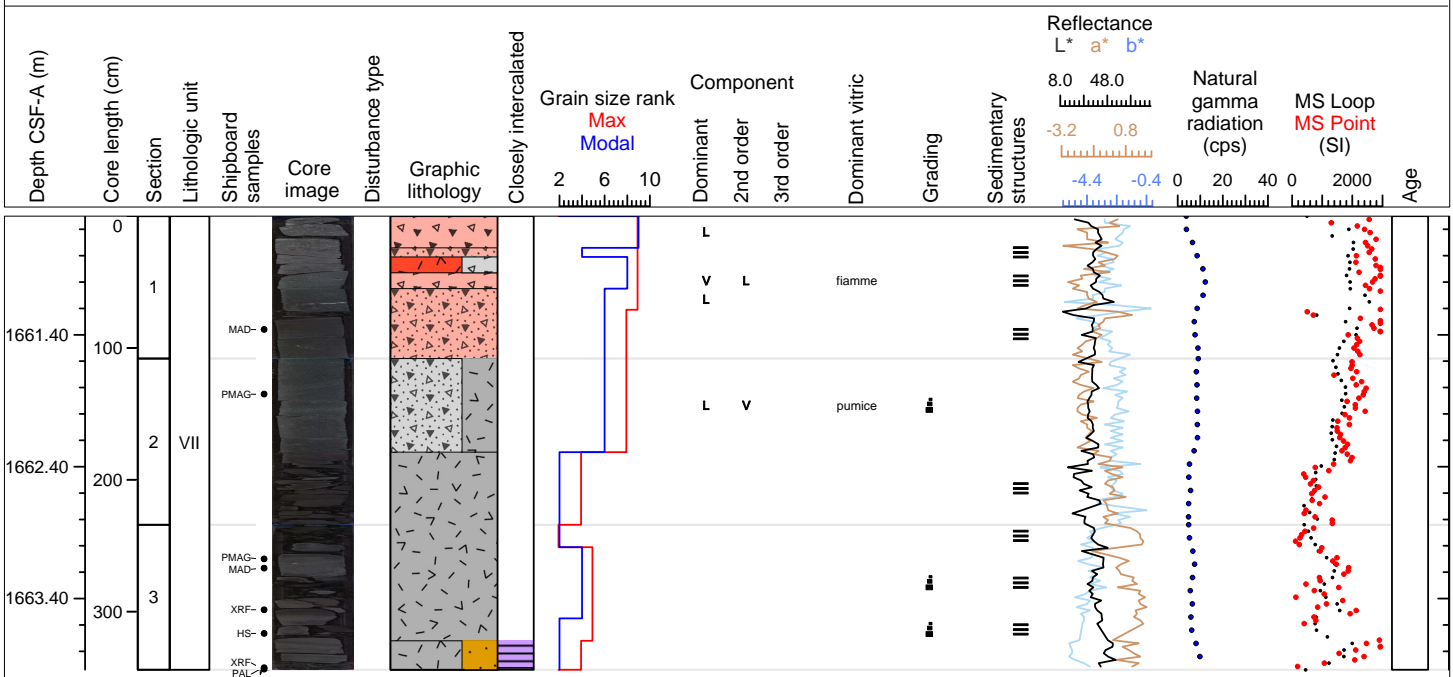 Depth CSF-A (m)
Core length (cm)
Section
Lithologic unit
Shipboard
samples
Core
image
Disturbance type
Graphic
lithology
Closely intercalated
Grain size rank
Max
Modal
2 6 10
Component
Dominant
2nd order
3rd order
Dominant vitric
Grading
Sedimentary
structures
Reflectance
L* a* b*
8.0 48.0
-3.2 0.8
-4.4 -0.4
Natural
gamma
radiation
(cps)
0 20 40
MS Loop
MS Point
(SI)
0 2000
Age
0
L
1
V L fiamme
L
MAD
1661.40
100
PMAG
L V pumice
2 VII
1662.40
200
PMAG
MAD
3
1663.40
XRF
300
HS
XRF
PAL